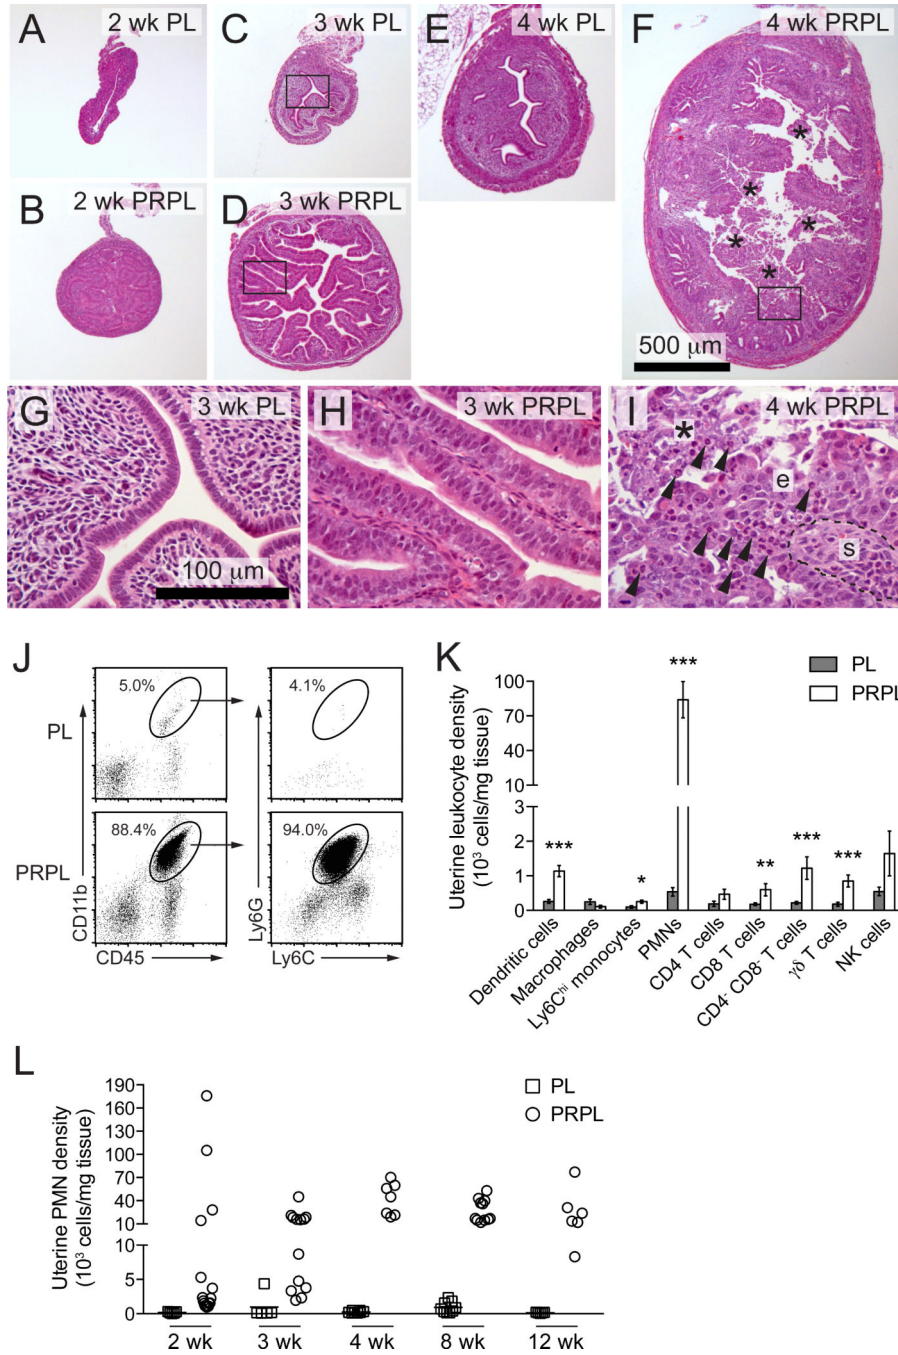 A 2 wk PL
C 3 wk PL
E 4 wk PL
F 4 wk PRPL
B 2 wk PRPL
D 3 wk PRPL
*
*
*
*
*
500 μm
G 3 wk PL
100 μm
H 3 wk PRPL
I 4 wk PRPL
*
e
s
J
PL
5.0%
4.1%
PRPL
88.4%
94.0%
CD11b
CD45
Ly6G
Ly6C
K
PL
PRPL
Uterine leukocyte density
(10³ cells/mg tissue)
100
70
40
10
2
1
0
***
*
***
**
***
***
Dendritic cells
Macrophages
Ly6Cʰⁱ monocytes
PMNs
CD4 T cells
CD8 T cells
CD4⁻ CD8⁻ T cells
γδ T cells
NK cells
L
PL
PRPL
Uterine PMN density
(10³ cells/mg tissue)
190
160
130
100
70
40
10
10
5
0
2 wk
3 wk
4 wk
8 wk
12 wk